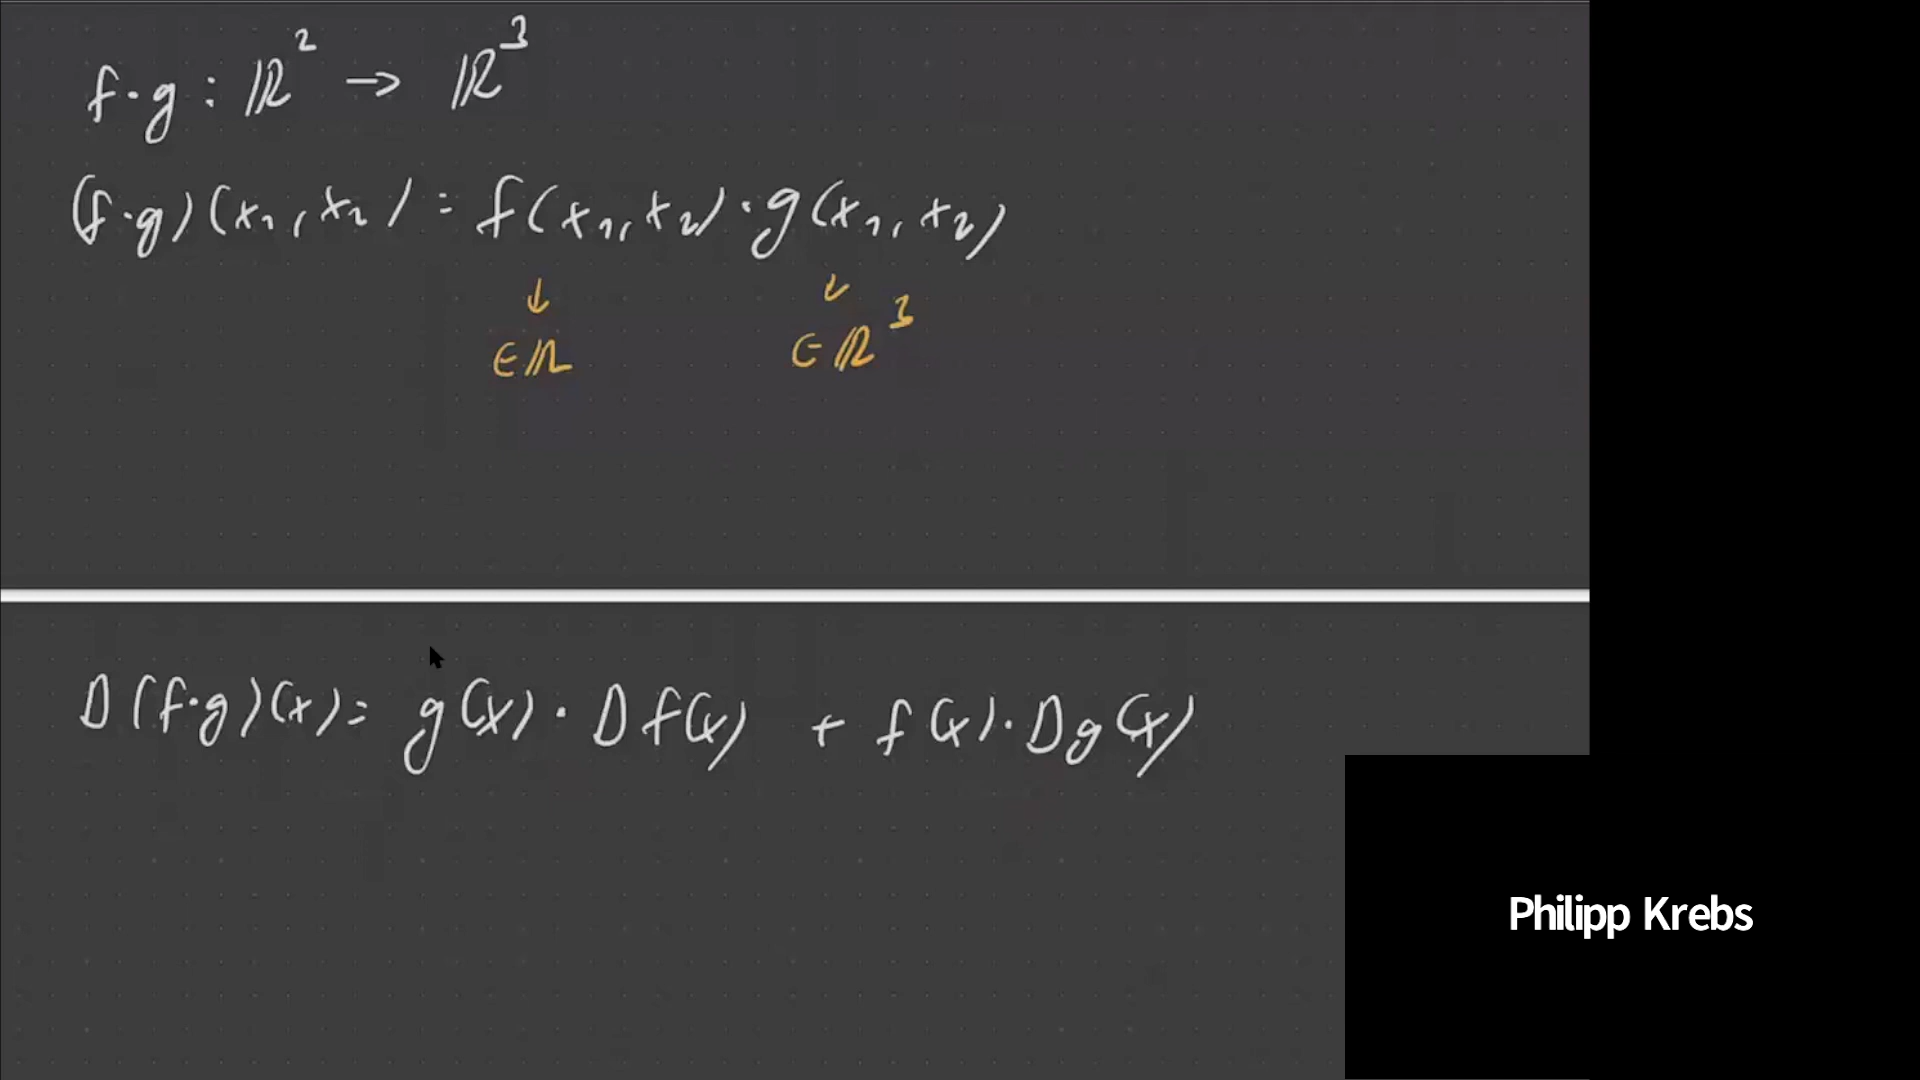 f·g : ℝ² → ℝ³
(f·g)(x₁, x₂) = f(x₁, x₂)·g(x₁, x₂)
↓ ↓
∈ℝ ∈ℝ³
D(f·g)(x) = g(x)·Df(x) + f(x)·Dg(x)
Philipp Krebs